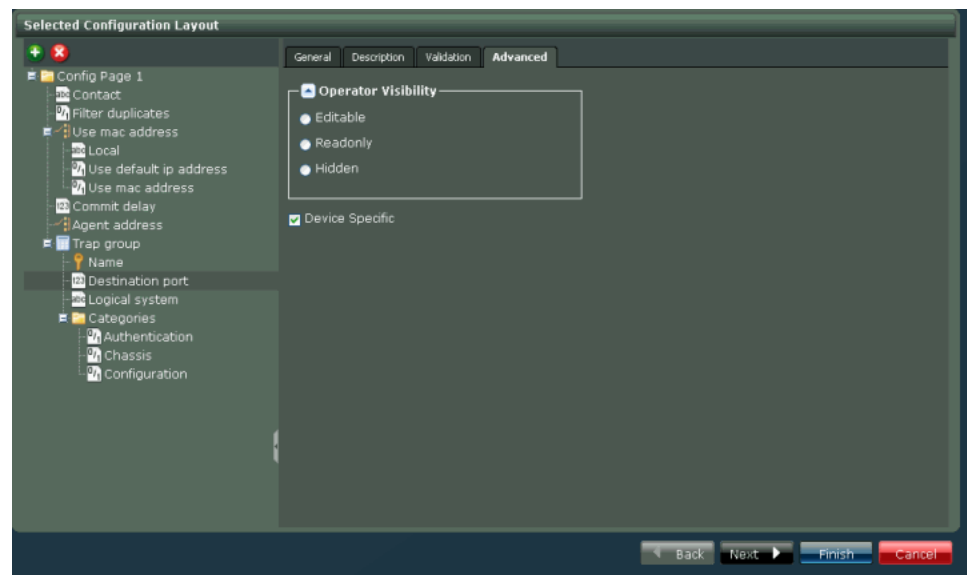 Selected Configuration Layout
General Description Validation Advanced
Config Page 1
Contact
Filter duplicates
Use mac address
Local
Use default ip address
Use mac address
Commit delay
Agent address
Trap group
Name
Destination port
Logical system
Categories
Authentication
Chassis
Configuration
Operator Visibility
Editable
Readonly
Hidden
Device Specific
Back Next Finish Cancel